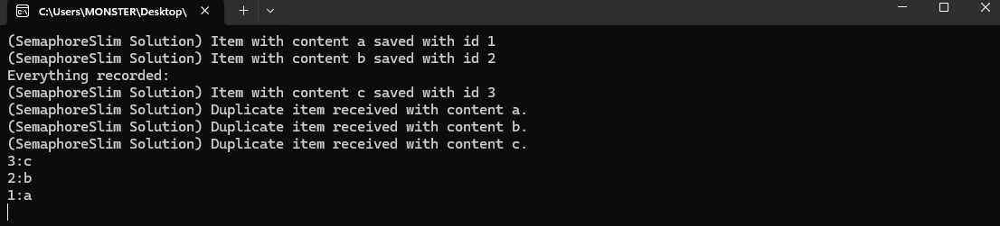 C:\Users\MONSTER\Desktop\
(SemaphoreSlim Solution) Item with content a saved with id 1
(SemaphoreSlim Solution) Item with content b saved with id 2
Everything recorded:
(SemaphoreSlim Solution) Item with content c saved with id 3
(SemaphoreSlim Solution) Duplicate item received with content a.
(SemaphoreSlim Solution) Duplicate item received with content b.
(SemaphoreSlim Solution) Duplicate item received with content c.
3:c
2:b
1:a